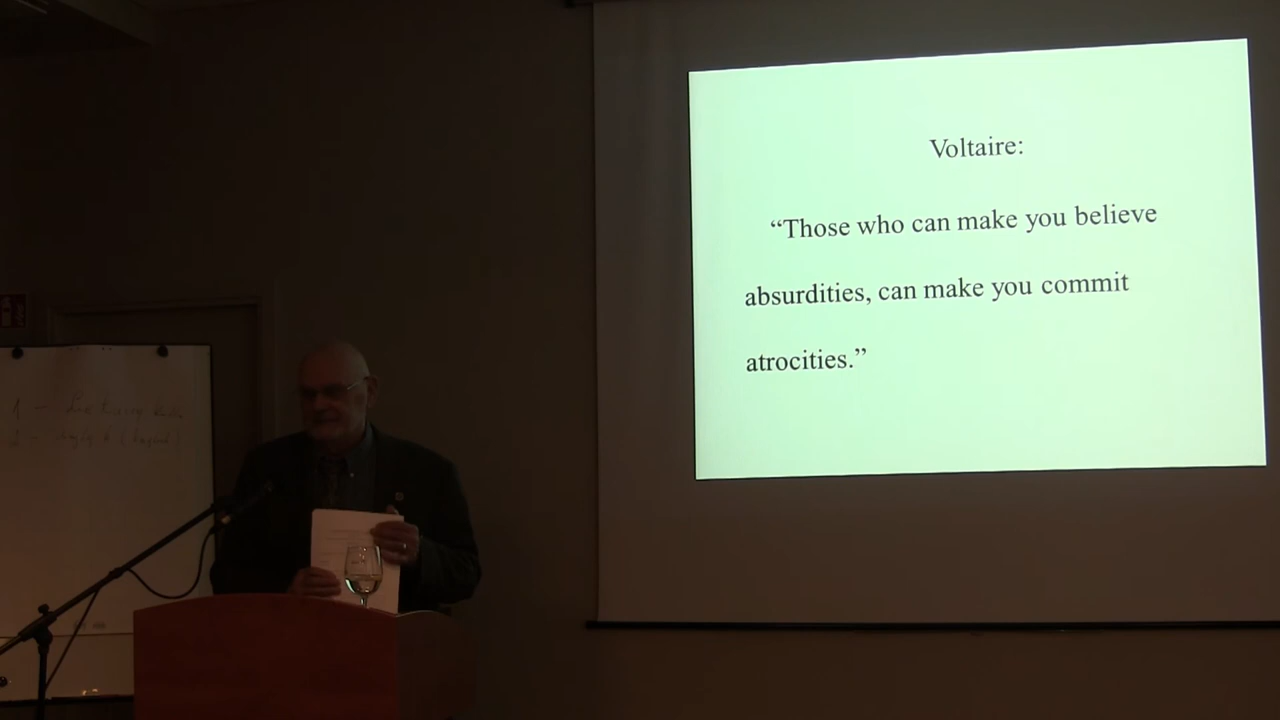 Voltaire:
“Those who can make you believe
absurdities, can make you commit
atrocities.”